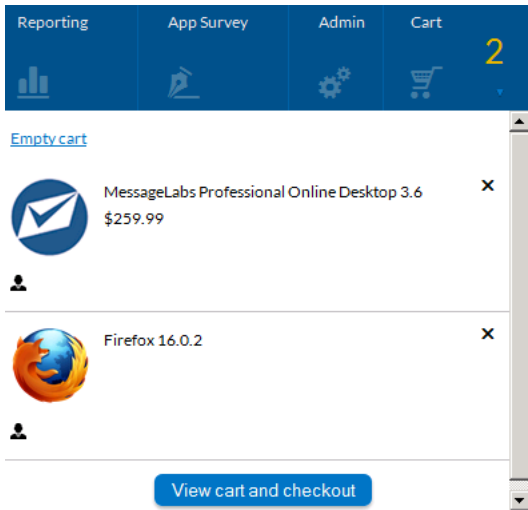 Reporting App Survey Admin Cart
2
Empty cart
MessageLabs Professional Online Desktop 3.6
$259.99
Firefox 16.0.2
View cart and checkout